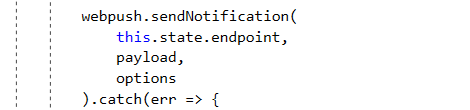 webpush.sendNotification(
    this.state.endpoint,
    payload,
    options
).catch(err => {